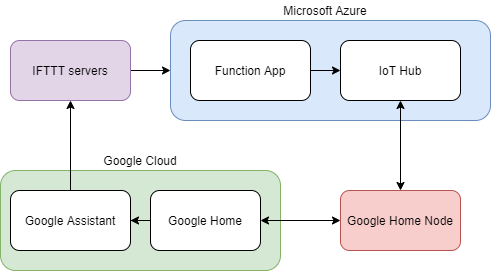 Microsoft Azure
IFTTT servers
Function App
IoT Hub
Google Cloud
Google Assistant
Google Home
Google Home Node